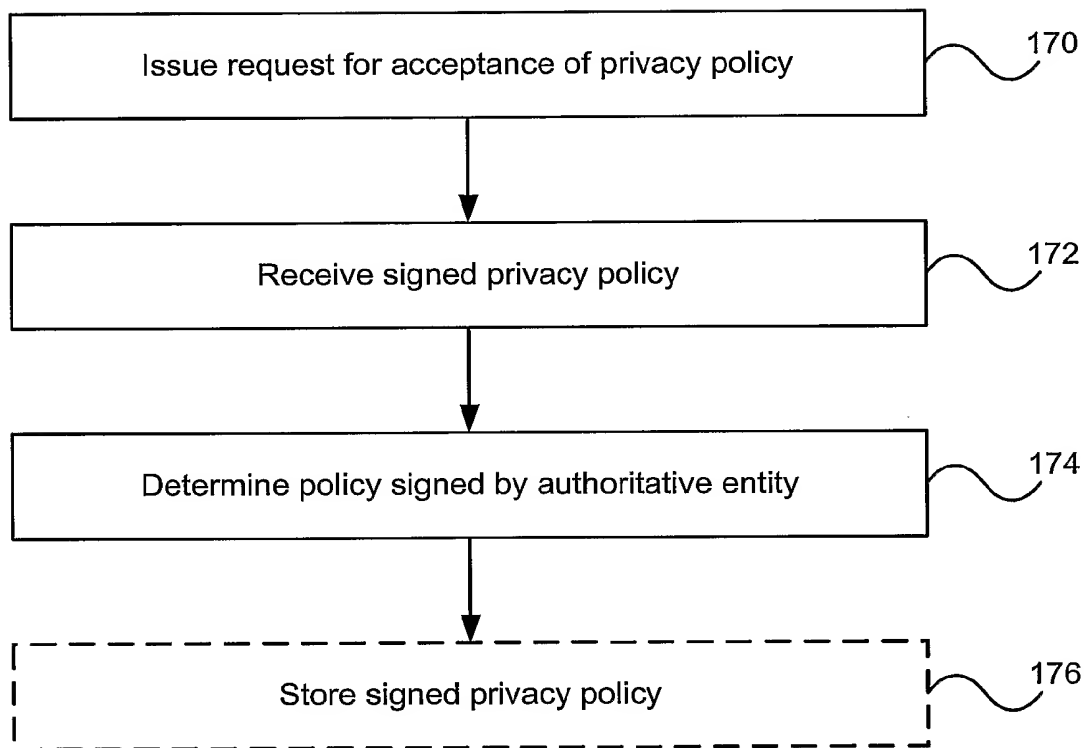 Issue request for acceptance of privacy policy
170
Receive signed privacy policy
172
Determine policy signed by authoritative entity
174
Store signed privacy policy
176